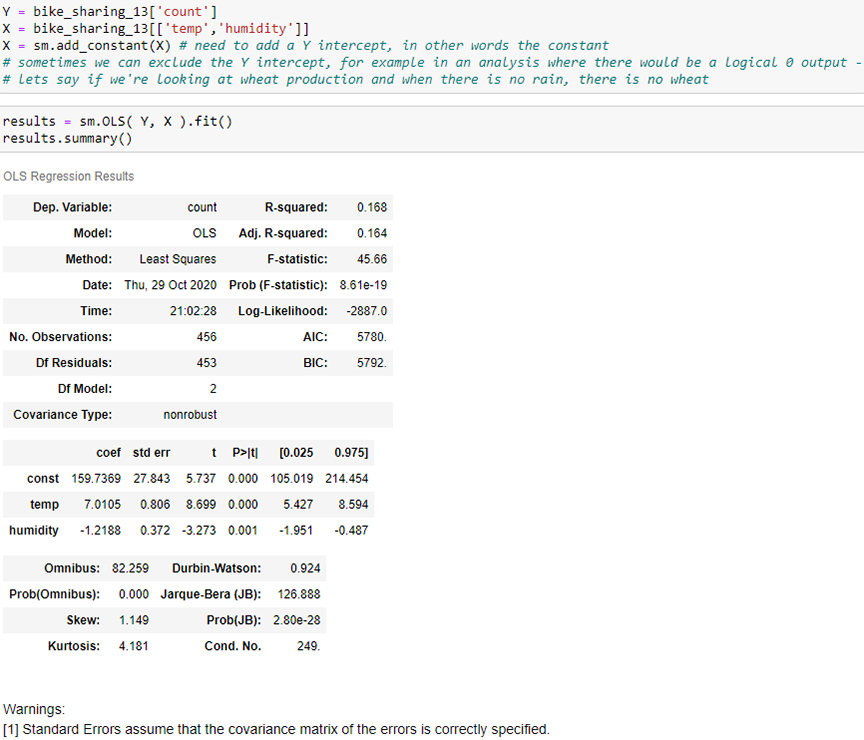 Y = bike_sharing_13['count']
X = bike_sharing_13[['temp','humidity']]
X = sm.add_constant(X) # need to add a Y intercept, in other words the constant
# sometimes we can exclude the Y intercept, for example in an analysis where there would be a logical 0 output -
# lets say if we're looking at wheat production and when there is no rain, there is no wheat
results = sm.OLS( Y, X ).fit()
results.summary()
OLS Regression Results
Dep. Variable: count R-squared: 0.168
Model: OLS Adj. R-squared: 0.164
Method: Least Squares F-statistic: 45.66
Date: Thu, 29 Oct 2020 Prob (F-statistic): 8.61e-19
Time: 21:02:28 Log-Likelihood: -2887.0
No. Observations: 456 AIC: 5780.
Df Residuals: 453 BIC: 5792.
Df Model: 2
Covariance Type: nonrobust
coef std err t P>|t| [0.025 0.975]
const 159.7369 27.843 5.737 0.000 105.019 214.454
temp 7.0105 0.806 8.699 0.000 5.427 8.594
humidity -1.2188 0.372 -3.273 0.001 -1.951 -0.487
Omnibus: 82.259 Durbin-Watson: 0.924
Prob(Omnibus): 0.000 Jarque-Bera (JB): 126.888
Skew: 1.149 Prob(JB): 2.80e-28
Kurtosis: 4.181 Cond. No. 249.
Warnings:
[1] Standard Errors assume that the covariance matrix of the errors is correctly specified.